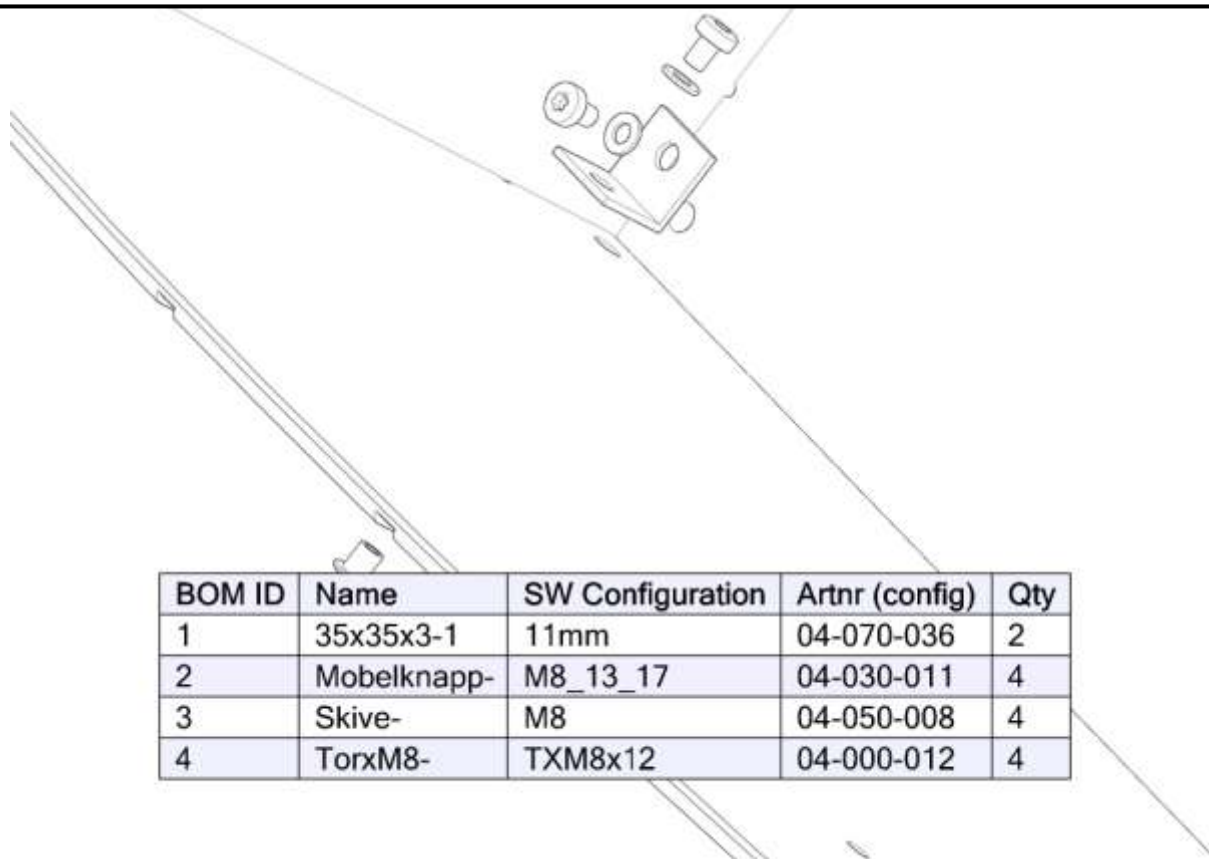 BOM ID Name SW Configuration Artnr (config) Qty
1 35x35x3-1 11mm 04-070-036 2
2 Mobelknapp- M8_13_17 04-030-011 4
3 Skive- M8 04-050-008 4
4 TorxM8- TXM8x12 04-000-012 4